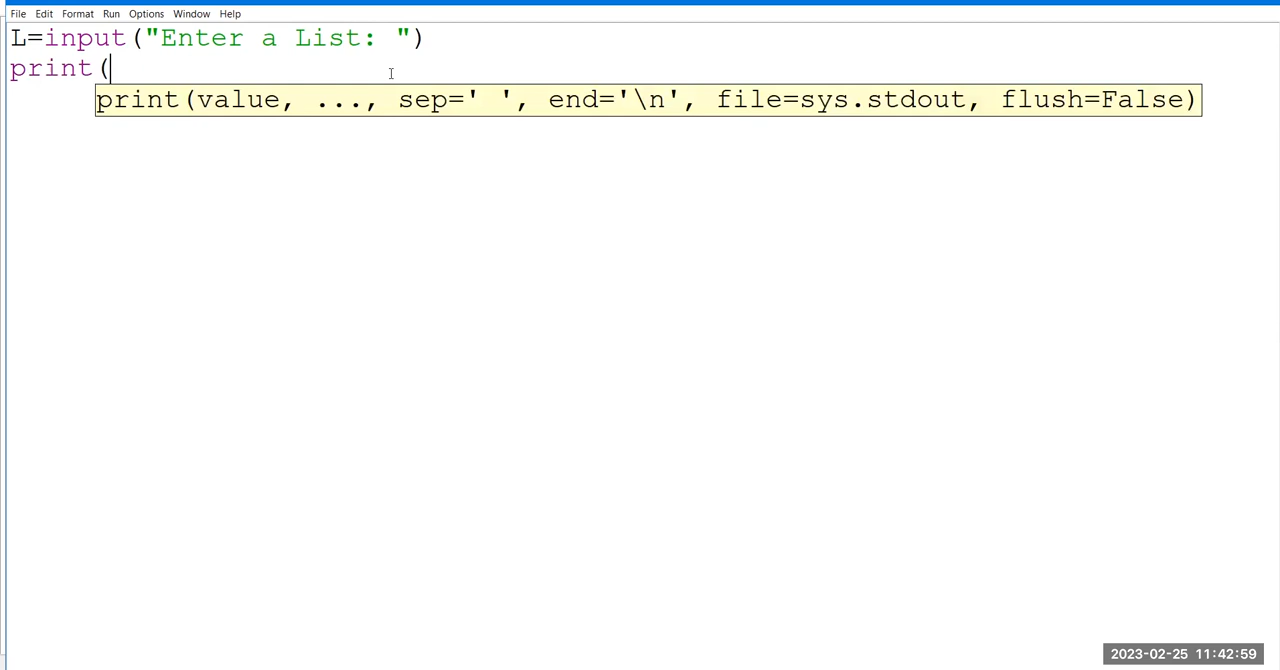 File Edit Format Run Options Window Help
L=input("Enter a List: ")
print(
print(value, ..., sep=' ', end='\n', file=sys.stdout, flush=False)
2023-02-25 11:42:59